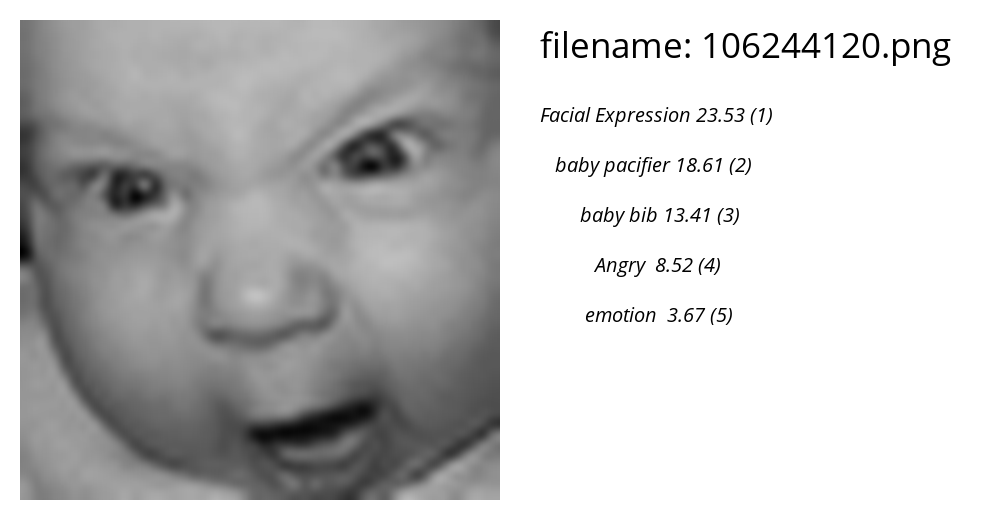 filename: 106244120.png
Facial Expression 23.53 (1)
baby pacifier 18.61 (2)
baby bib 13.41 (3)
Angry 8.52 (4)
emotion 3.67 (5)